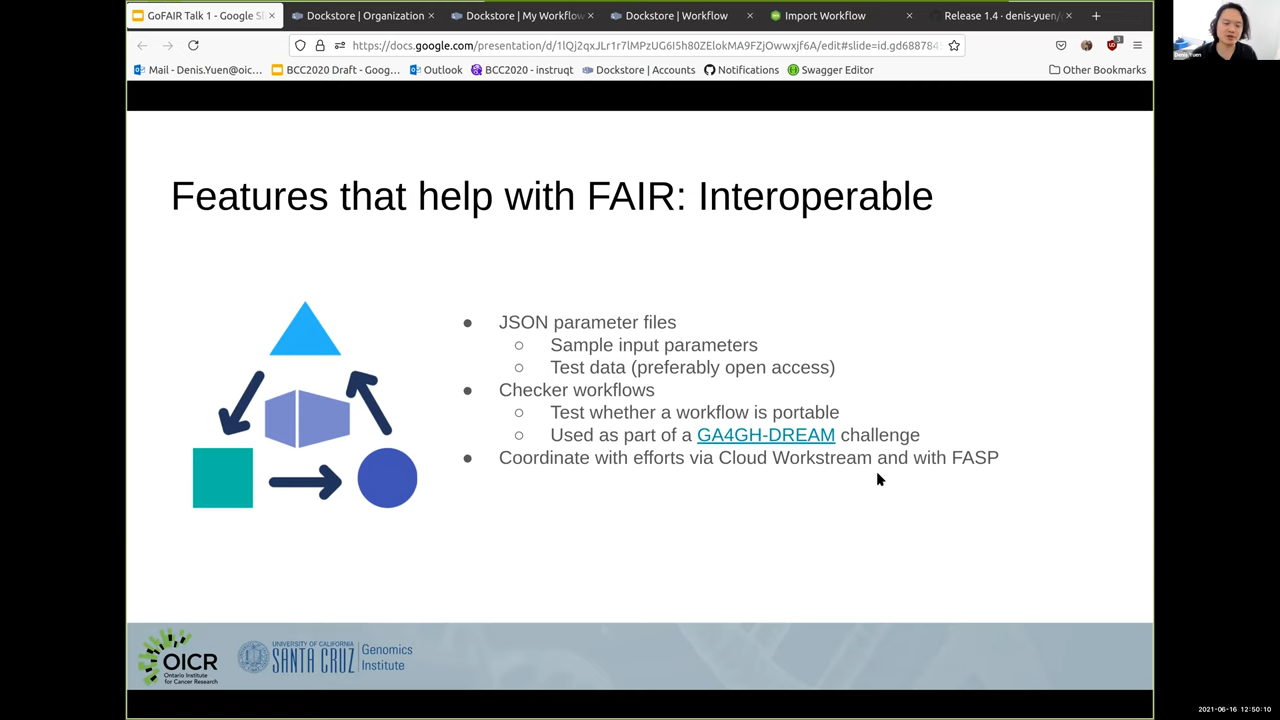 GoFAIR Talk 1 - Google Sl
Dockstore | Organization
Dockstore | My Workflow
Dockstore | Workflow
Import Workflow
Release 1.4 · denis-yuen/
https://docs.google.com/presentation/d/1lQj2qxJLr1r7lMPzUG6I5h80ZElokMA9FZjOwwxjf6A/edit#slide=id.gd68878
3
Mail - Denis.Yuen@oic...
BCC2020 Draft - Goog...
Outlook
BCC2020 - instruqt
Dockstore | Accounts
Notifications
Swagger Editor
Other Bookmarks
Denis Yuen
Features that help with FAIR: Interoperable
● JSON parameter files
○ Sample input parameters
○ Test data (preferably open access)
● Checker workflows
○ Test whether a workflow is portable
○ Used as part of a GA4GH-DREAM challenge
● Coordinate with efforts via Cloud Workstream and with FASP
OICR
Ontario Institute
for Cancer Research
UNIVERSITY OF CALIFORNIA
SANTA CRUZ
Genomics
Institute
2021-06-16 12:50:10